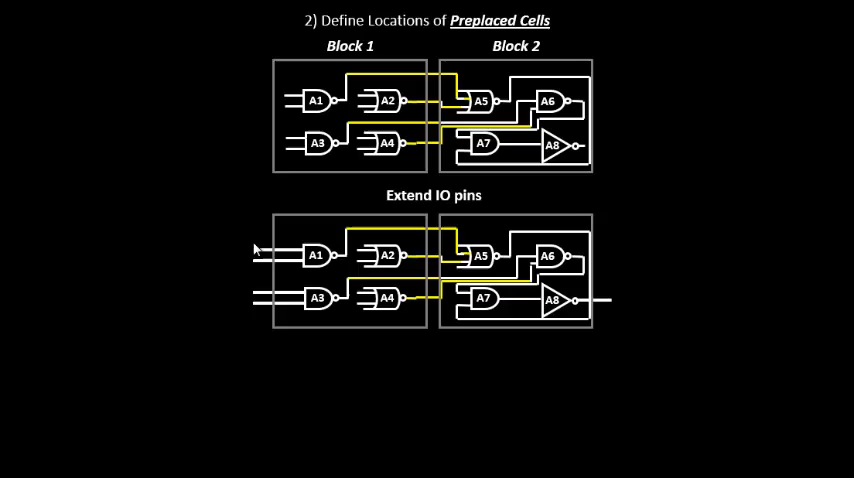 2) Define Locations of Preplaced Cells
Block 1 Block 2
A1 A2 A5 A6
A3 A4 A7 A8
Extend IO pins
A1 A2 A5 A6
A3 A4 A7 A8